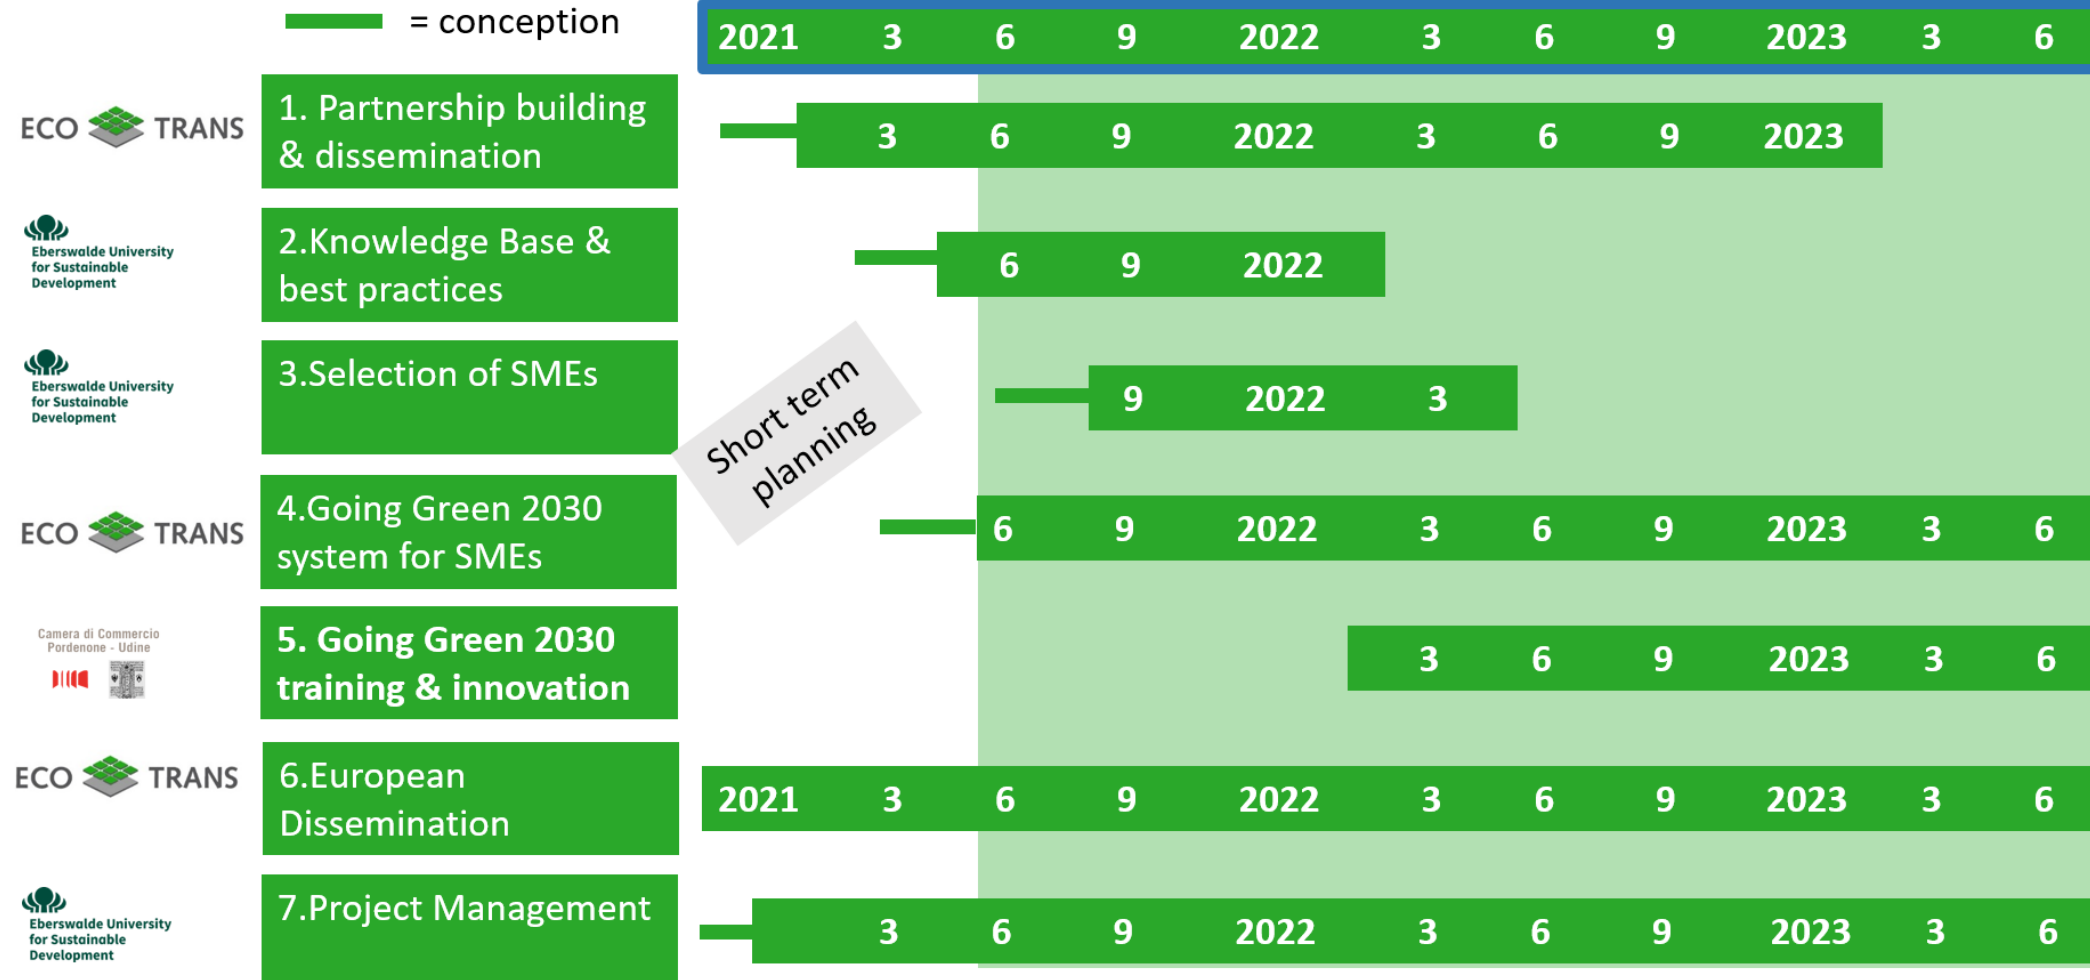 = conception
2021 3 6 9 2022 3 6 9 2023 3 6
ECO TRANS
1. Partnership building
& dissemination
3 6 9 2022 3 6 9 2023
Eberswalde University
for Sustainable
Development
2.Knowledge Base &
best practices
6 9 2022
Eberswalde University
for Sustainable
Development
3.Selection of SMEs
9 2022 3
Short term
planning
ECO TRANS
4.Going Green 2030
system for SMEs
6 9 2022 3 6 9 2023 3 6
Camera di Commercio
Pordenone - Udine
5. Going Green 2030
training & innovation
3 6 9 2023 3 6
ECO TRANS
6.European
Dissemination
2021 3 6 9 2022 3 6 9 2023 3 6
Eberswalde University
for Sustainable
Development
7.Project Management
3 6 9 2022 3 6 9 2023 3 6